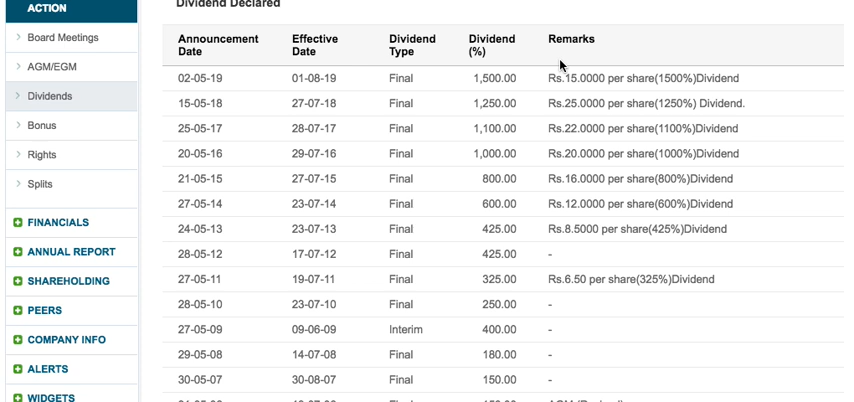 Dividend Declared
ACTION
Board Meetings
AGM/EGM
Dividends
Bonus
Rights
Splits
FINANCIALS
ANNUAL REPORT
SHAREHOLDING
PEERS
COMPANY INFO
ALERTS
WIDGETS
Announcement Date Effective Date Dividend Type Dividend (%) Remarks
02-05-19 01-08-19 Final 1,500.00 Rs.15.0000 per share(1500%)Dividend
15-05-18 27-07-18 Final 1,250.00 Rs.25.0000 per share(1250%) Dividend.
25-05-17 28-07-17 Final 1,100.00 Rs.22.0000 per share(1100%)Dividend
20-05-16 29-07-16 Final 1,000.00 Rs.20.0000 per share(1000%)Dividend
21-05-15 27-07-15 Final 800.00 Rs.16.0000 per share(800%)Dividend
27-05-14 23-07-14 Final 600.00 Rs.12.0000 per share(600%)Dividend
24-05-13 23-07-13 Final 425.00 Rs.8.5000 per share(425%)Dividend
28-05-12 17-07-12 Final 425.00 -
27-05-11 19-07-11 Final 325.00 Rs.6.50 per share(325%)Dividend
28-05-10 23-07-10 Final 250.00 -
27-05-09 09-06-09 Interim 400.00 -
29-05-08 14-07-08 Final 180.00 -
30-05-07 30-08-07 Final 150.00 -